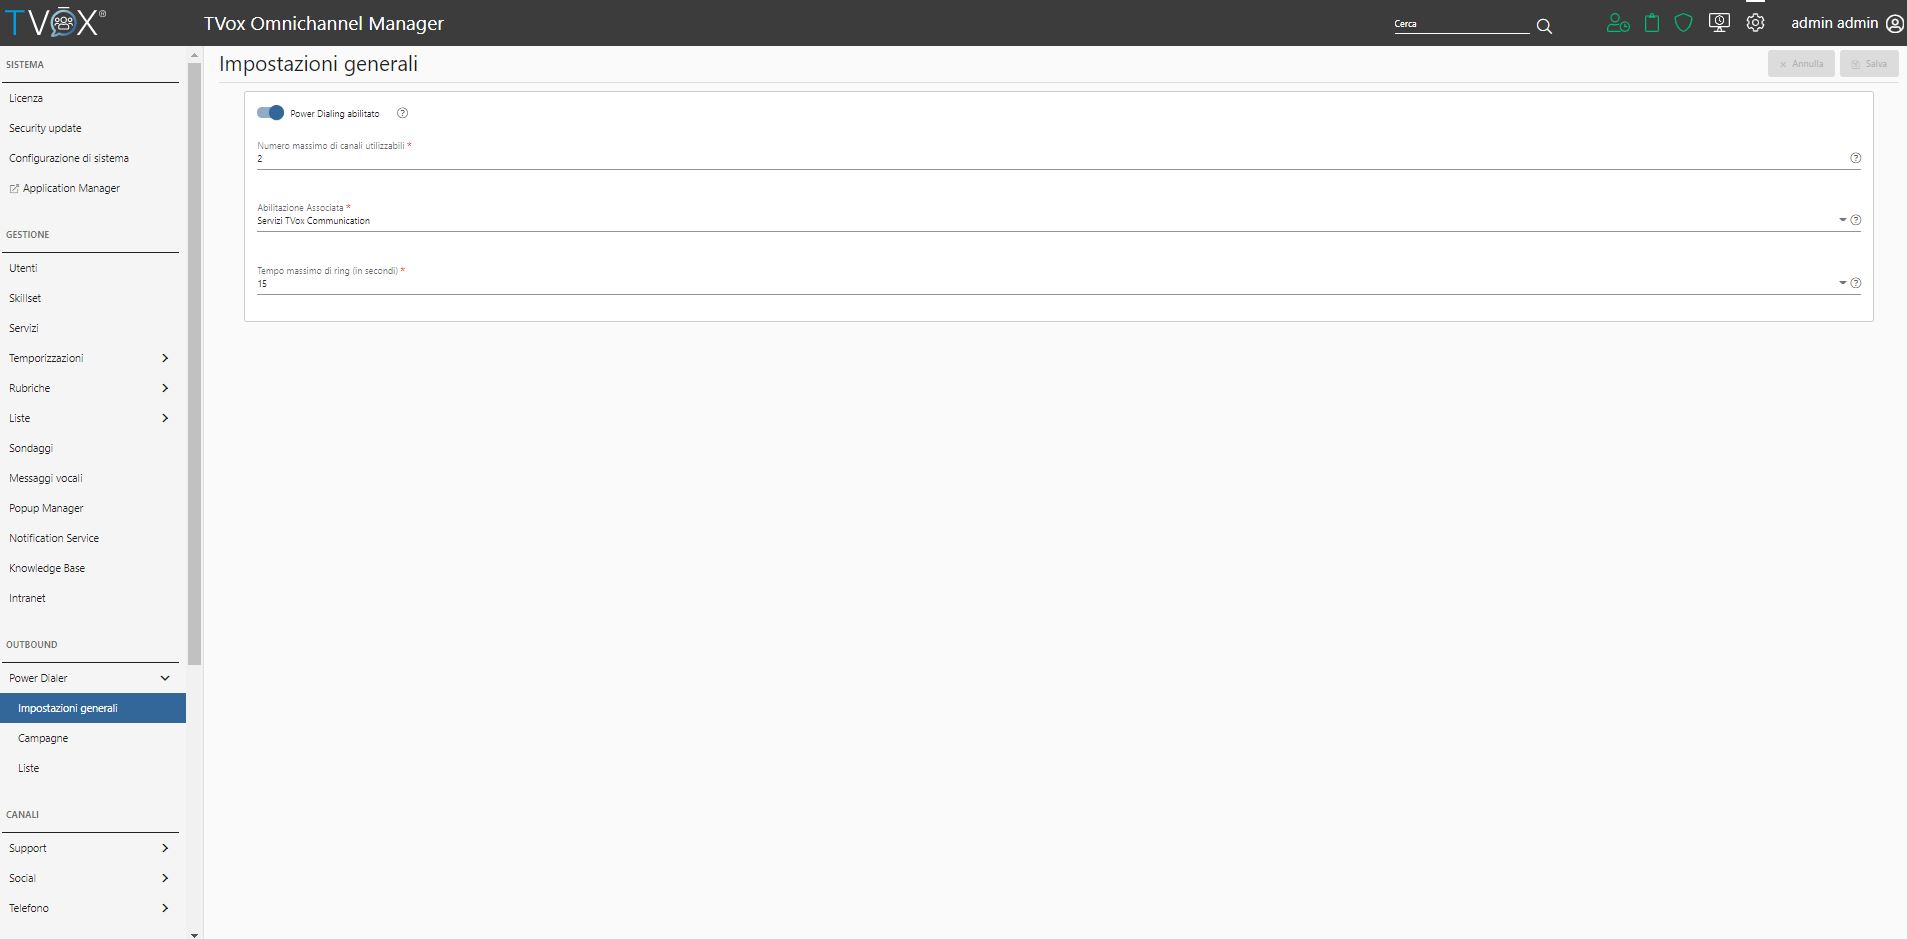 TVOX®
TVox Omnichannel Manager
Cerca
admin admin
SISTEMA
Licenza
Security update
Configurazione di sistema
Application Manager
GESTIONE
Utenti
Skillset
Servizi
Temporizzazioni
Rubriche
Liste
Sondaggi
Messaggi vocali
Popup Manager
Notification Service
Knowledge Base
Intranet
OUTBOUND
Power Dialer
Impostazioni generali
Campagne
Liste
CANALI
Support
Social
Telefono
Impostazioni generali
× Annulla
Salva
Power Dialing abilitato
Numero massimo di canali utilizzabili *
2
Abilitazione Associata *
Servizi TVox Communication
Tempo massimo di ring (in secondi) *
15